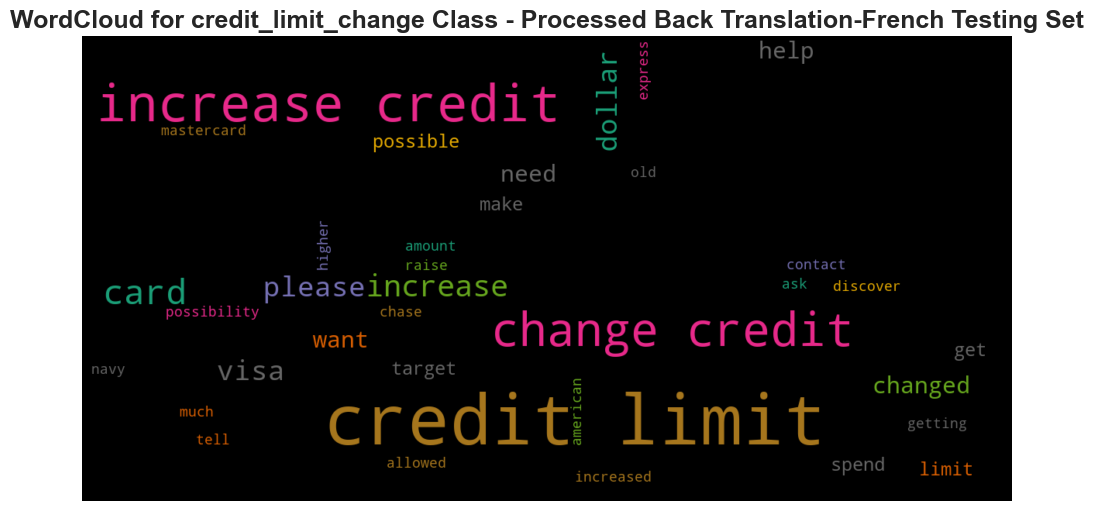 WordCloud for credit_limit_change Class - Processed Back Translation-French Testing Set
help
express
dollar
increase credit
mastercard
possible
need
old
make
higher
amount
raise
contact
card
please
increase
ask
discover
possibility
chase
change credit
want
get
navy
visa
target
changed
american
much
credit limit
getting
tell
allowed
spend
limit
increased